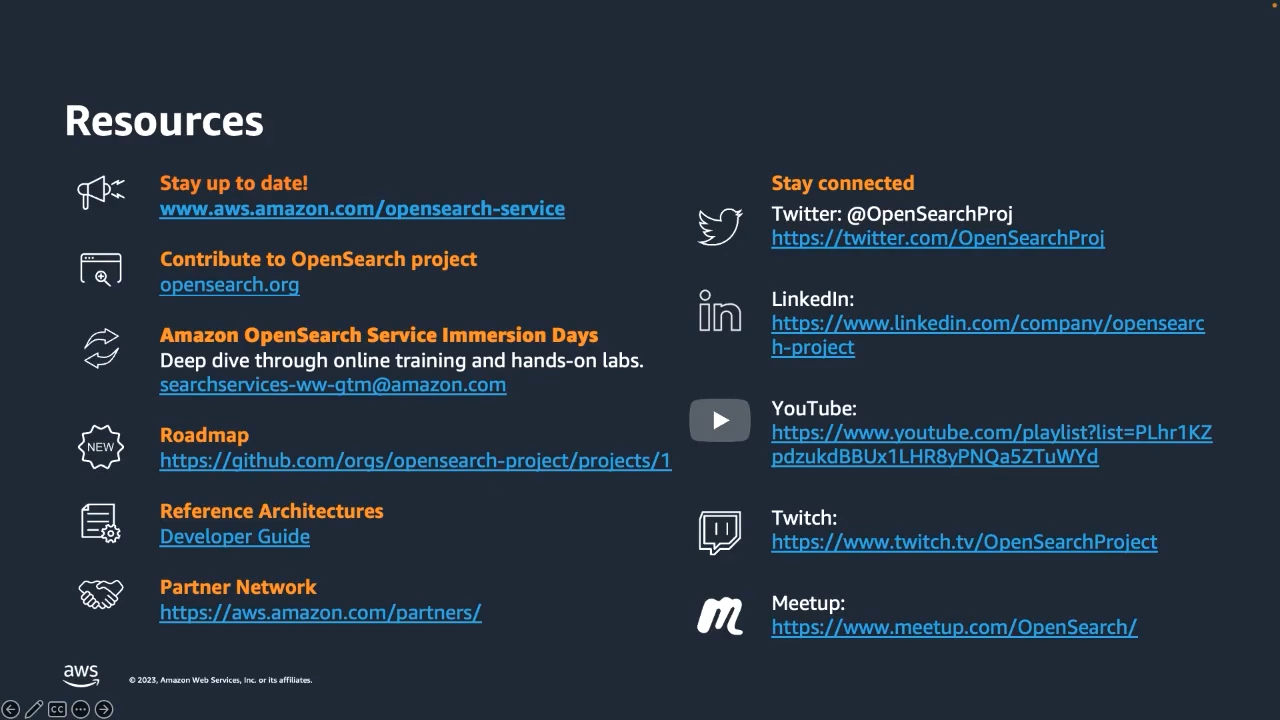 Resources
Stay up to date!
www.aws.amazon.com/opensearch-service
Contribute to OpenSearch project
opensearch.org
Amazon OpenSearch Service Immersion Days
Deep dive through online training and hands-on labs.
searchservices-ww-gtm@amazon.com
NEW
Roadmap
https://github.com/orgs/opensearch-project/projects/1
Reference Architectures
Developer Guide
Partner Network
https://aws.amazon.com/partners/
Stay connected
Twitter: @OpenSearchProj
https://twitter.com/OpenSearchProj
in
LinkedIn:
https://www.linkedin.com/company/opensearc
h-project
YouTube:
https://www.youtube.com/playlist?list=PLhr1KZ
pdzukdBBUx1LHR8yPNQa5ZTuWYd
Twitch:
https://www.twitch.tv/OpenSearchProject
m
Meetup:
https://www.meetup.com/OpenSearch/
aws
© 2023, Amazon Web Services, Inc. or its affiliates.
CC